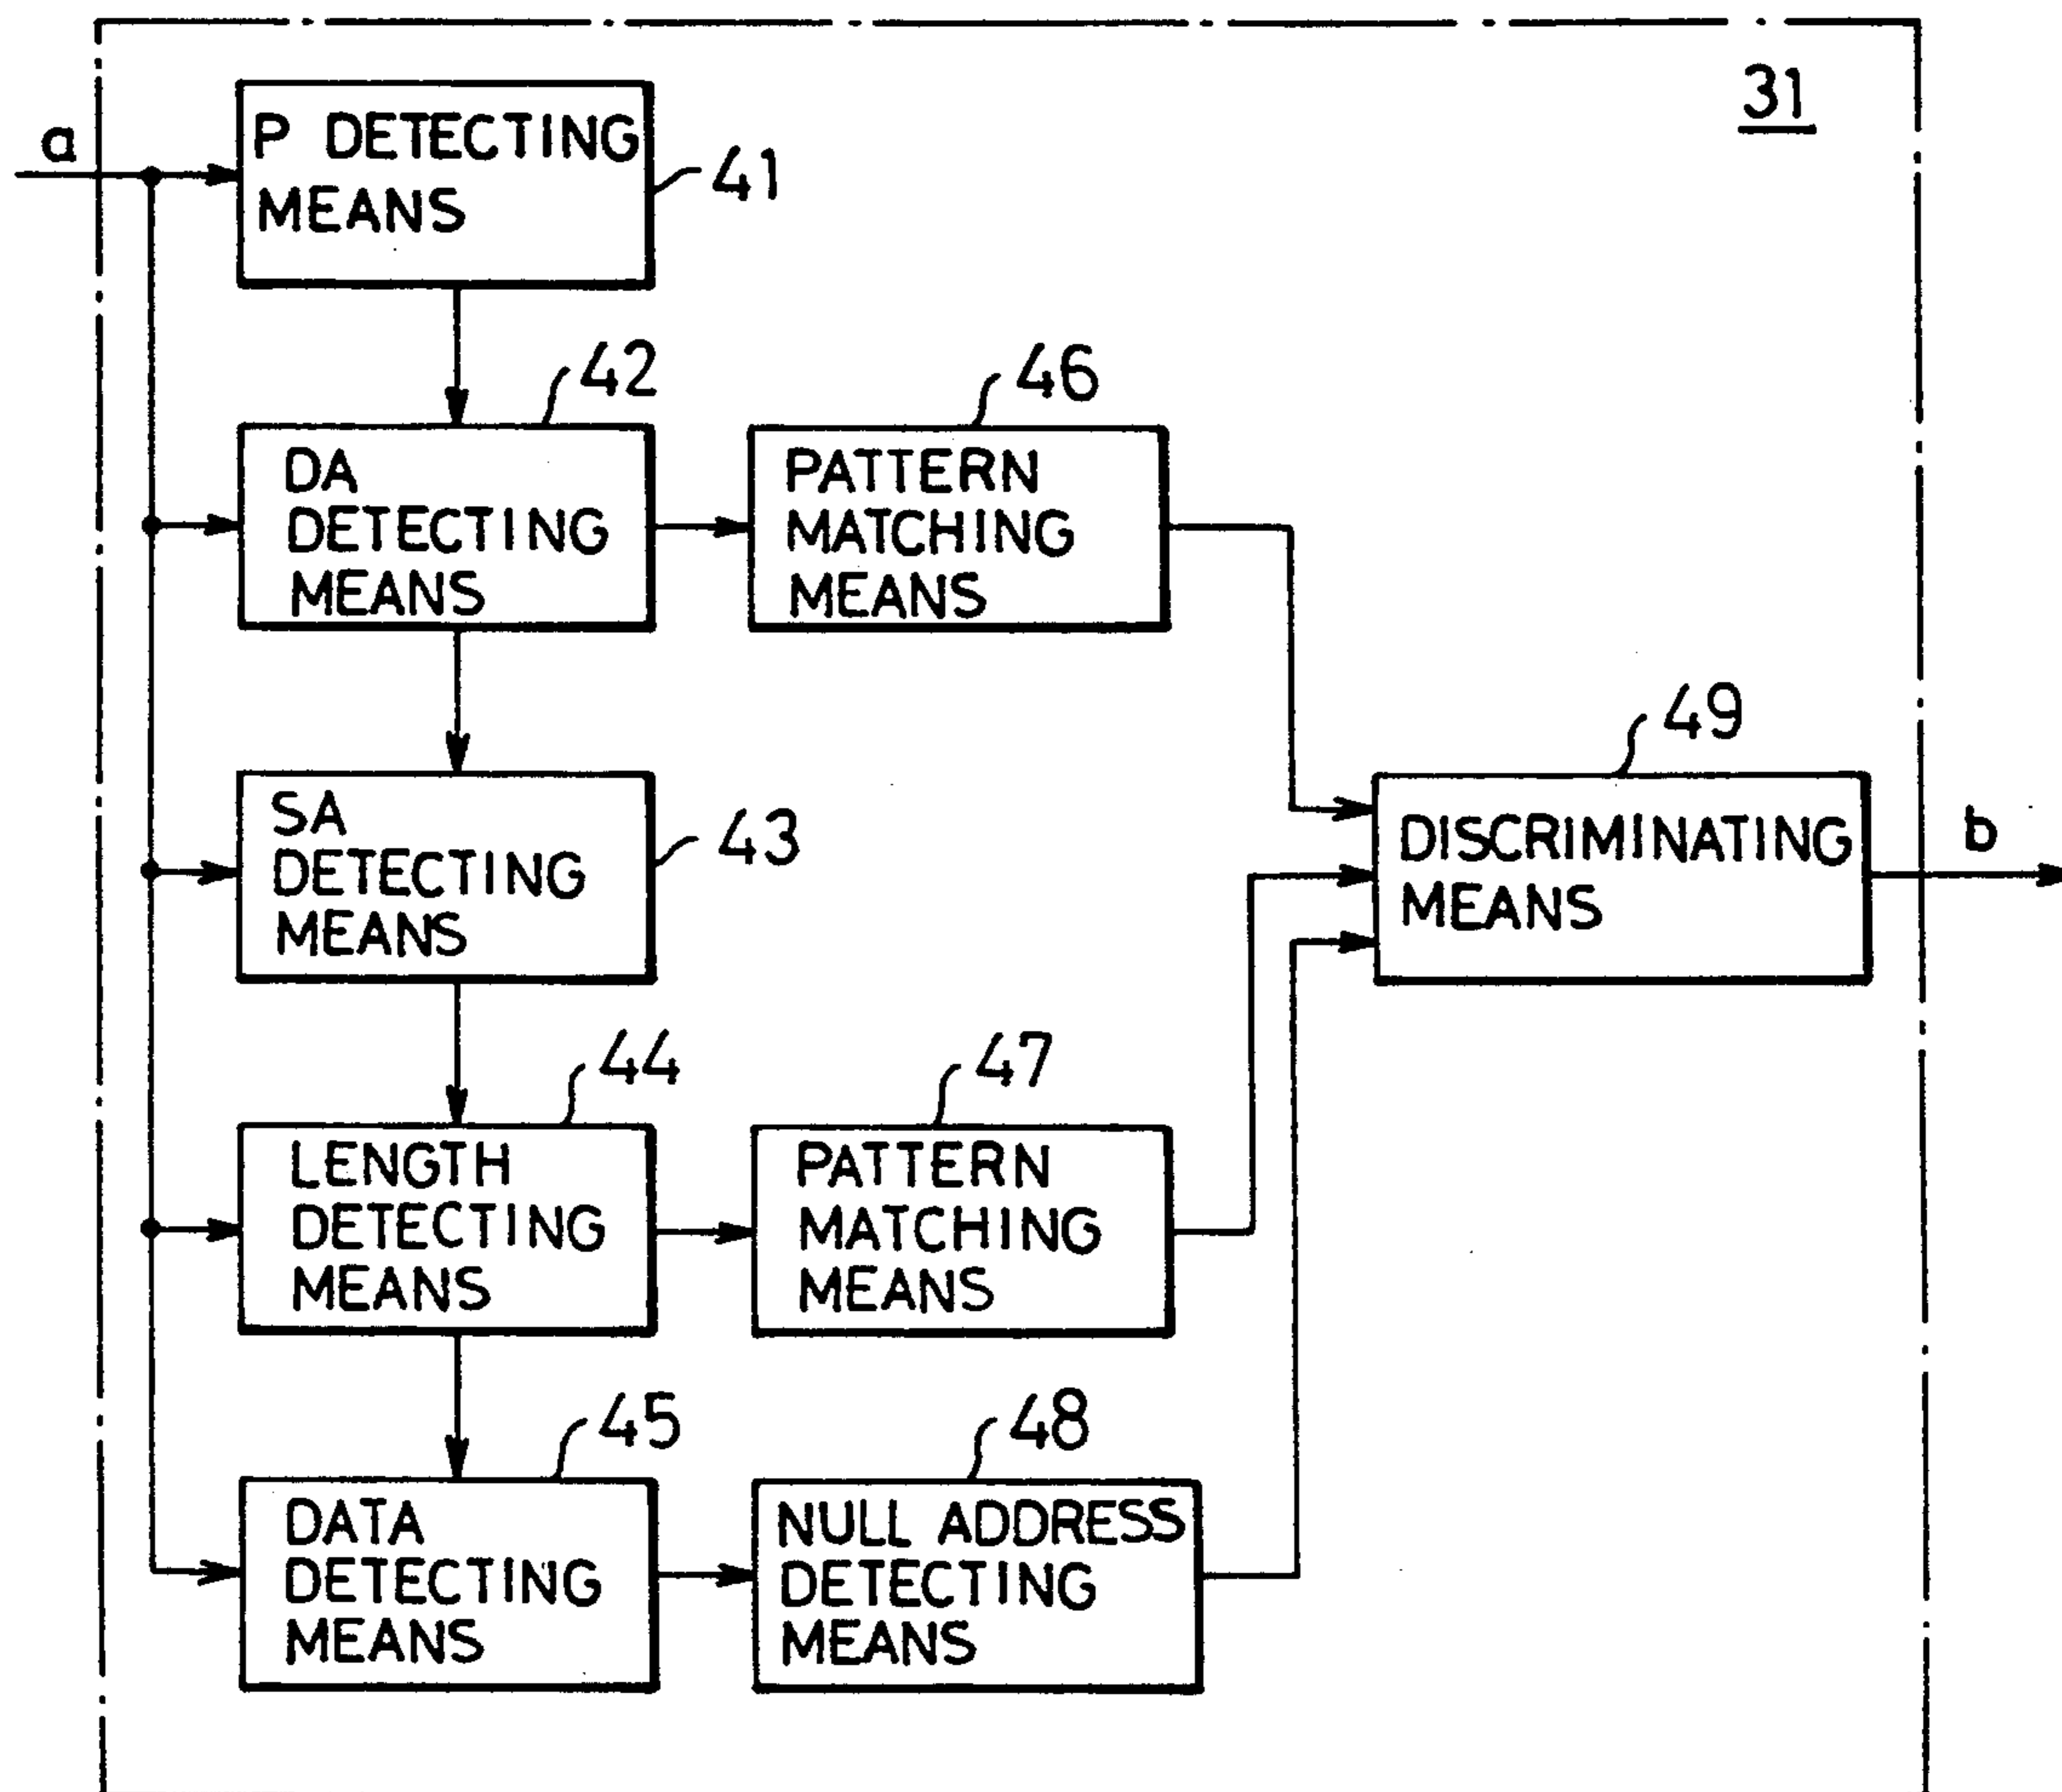 31
a
P DETECTING
MEANS
41
42
46
DA
DETECTING
MEANS
PATTERN
MATCHING
MEANS
49
SA
DETECTING
MEANS
43
DISCRIMINATING
MEANS
b
44
47
LENGTH
DETECTING
MEANS
PATTERN
MATCHING
MEANS
45
48
DATA
DETECTING
MEANS
NULL ADDRESS
DETECTING
MEANS